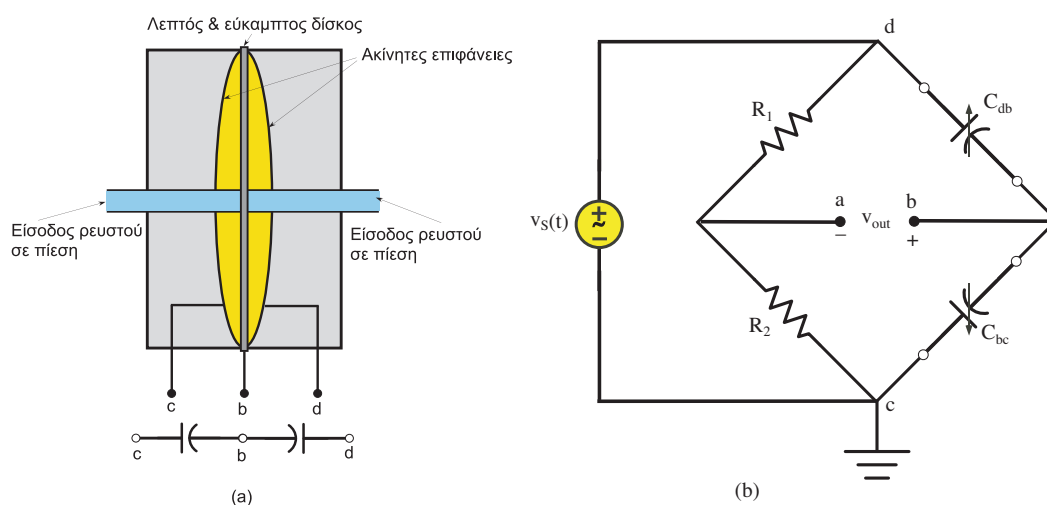 Λεπτός & εύκαμπτος δίσκος
Ακίνητες επιφάνειες
Είσοδος ρευστού
σε πίεση
Είσοδος ρευστού
σε πίεση
c
b
d
c
b
d
(a)
d
R1
Cdb
vS(t)
+
~
−
a
vout
b
−
+
R2
Cbc
c
(b)